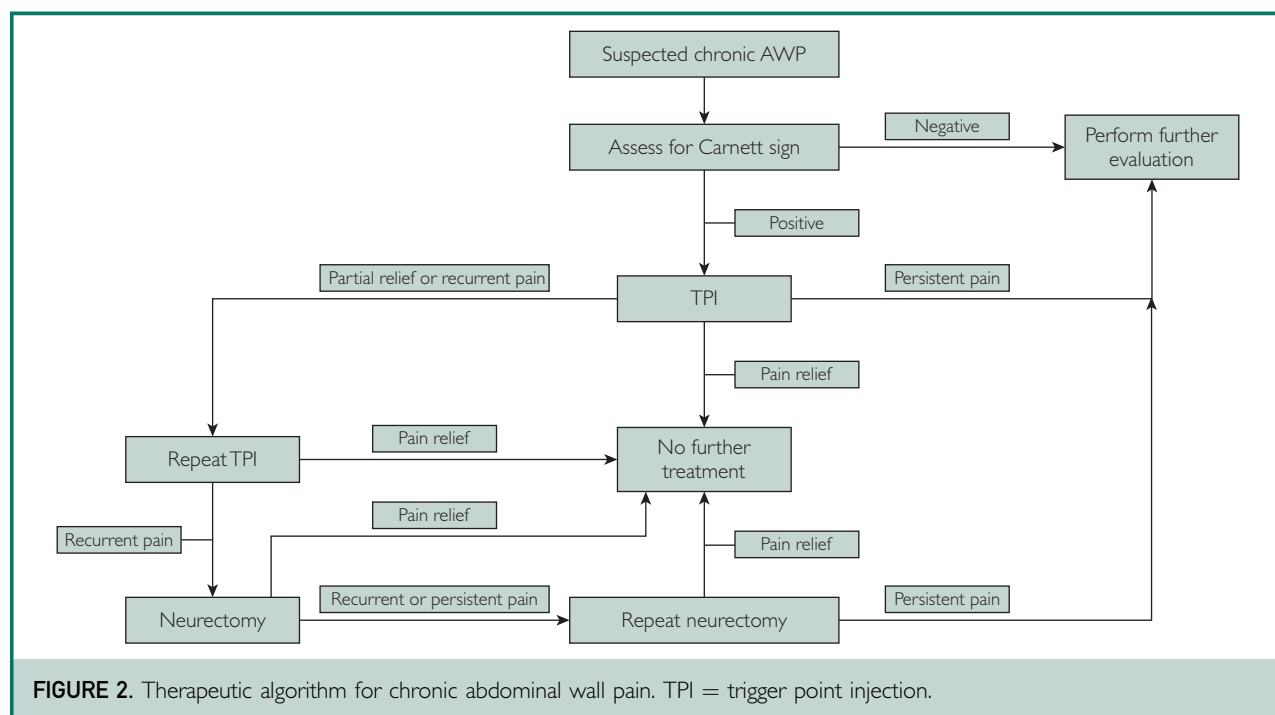 Suspected chronic AWP
Assess for Carnett sign
Negative
Perform further
evaluation
Positive
Partial relief or recurrent pain
TPI
Persistent pain
Pain relief
Repeat TPI
Pain relief
No further
treatment
Pain relief
Recurrent pain
Pain relief
Neurectomy
Recurrent or persistent pain
Repeat neurectomy
Persistent pain
FIGURE 2. Therapeutic algorithm for chronic abdominal wall pain. TPI = trigger point injection.